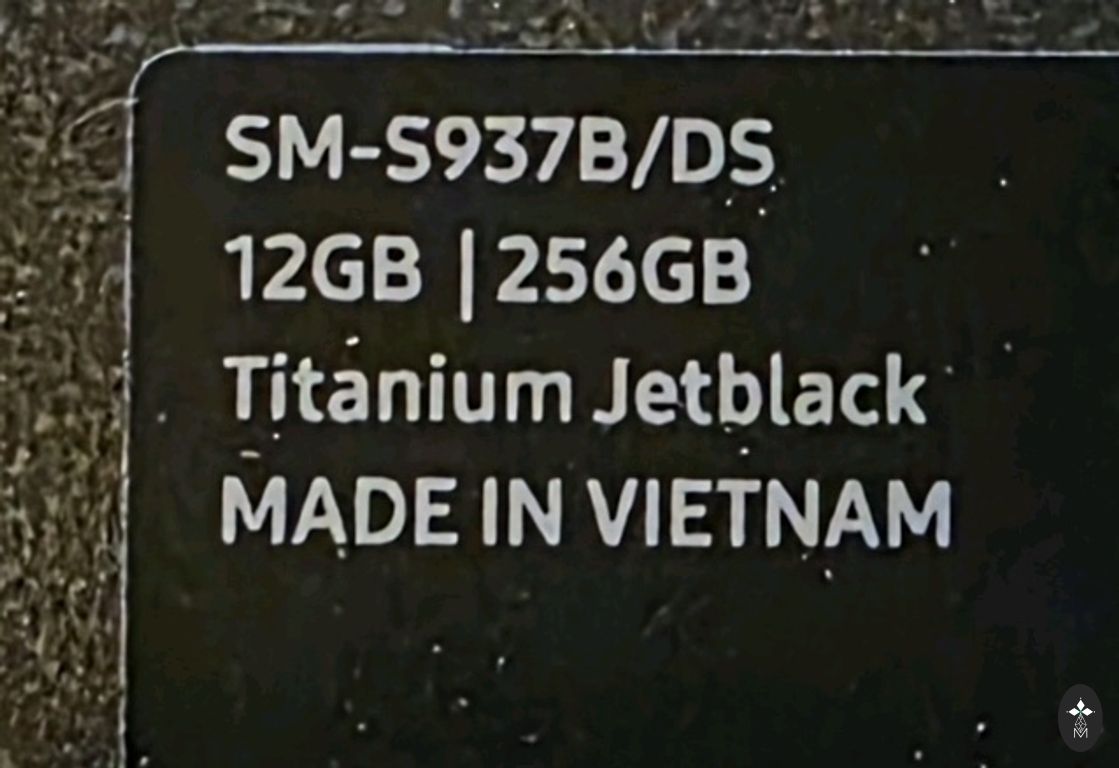 SM-S937B/DS
12GB | 256GB
Titanium Jetblack
MADE IN VIETNAM
M